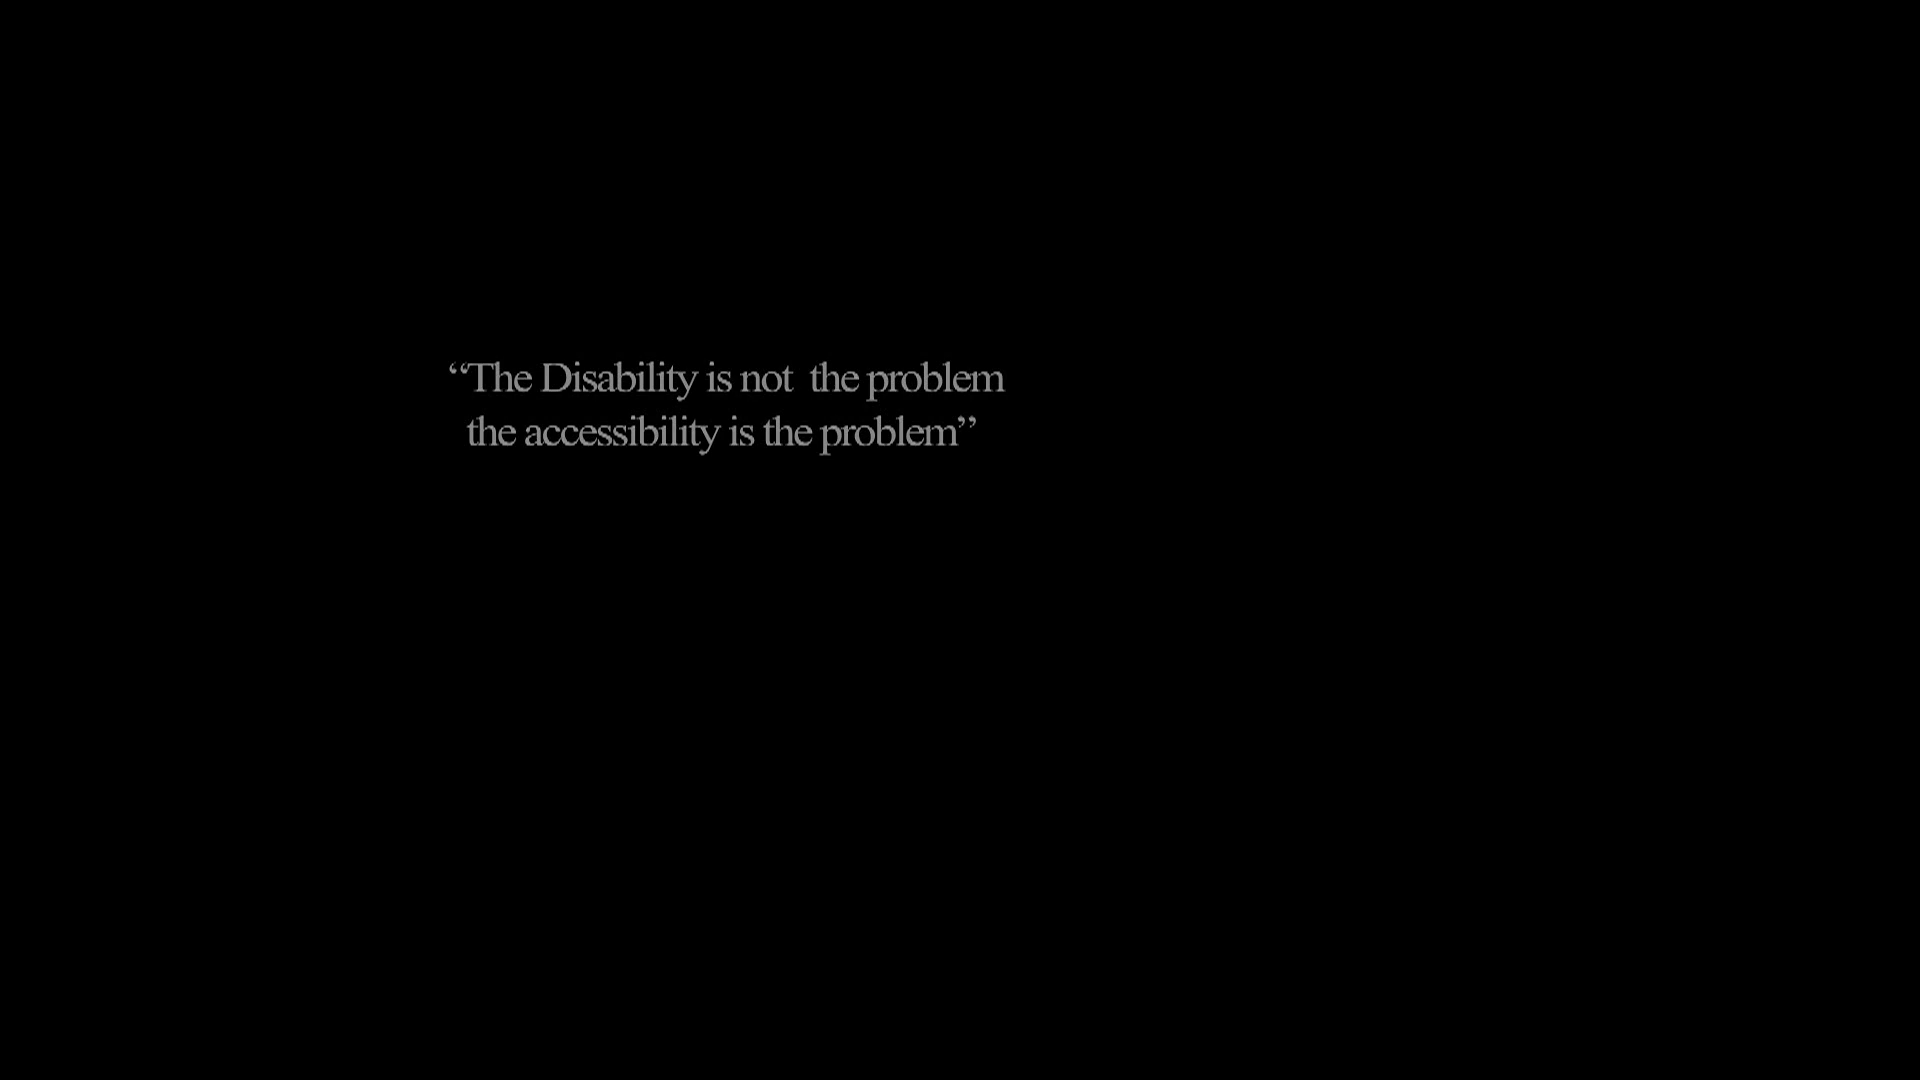 “The Disability is not  the problem
the accessibility is the problem”